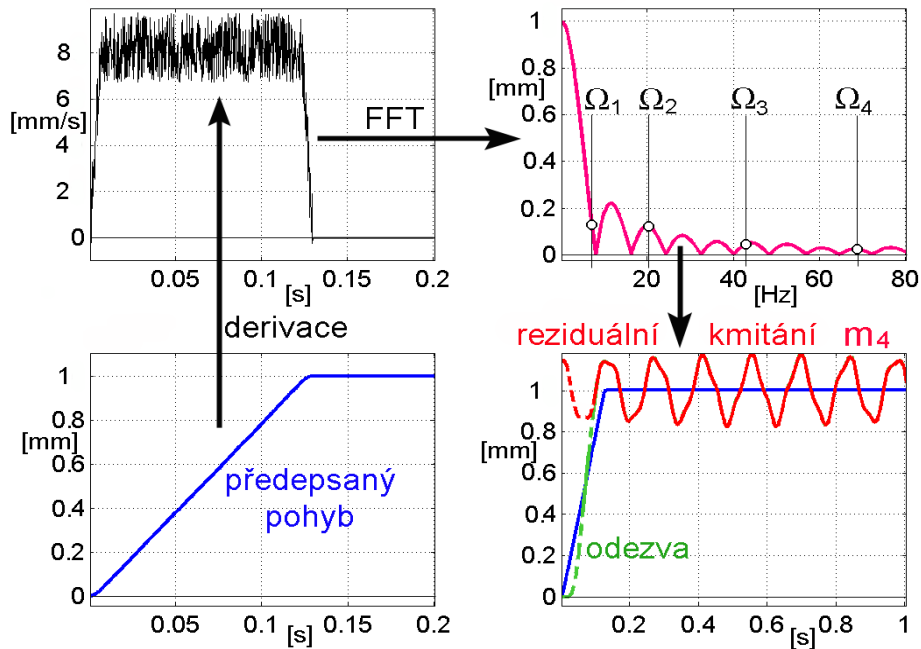 8
6
[mm/s]
4
2
0
0.05
0.1
0.15
0.2
[s]
FFT
derivace
1
[mm]
0.8
0.6
0.4
0.2
0
Ω1
Ω2
Ω3
Ω4
20
40
60
80
[Hz]
1
0.8
[mm]
0.6
0.4
0.2
0
předepsaný
pohyb
0.05
0.1
0.15
0.2
[s]
reziduální kmitání m4
1
[mm]
0.8
0.6
0.4
0.2
0
odezva
0.2
0.4
0.6
0.8
1
[s]